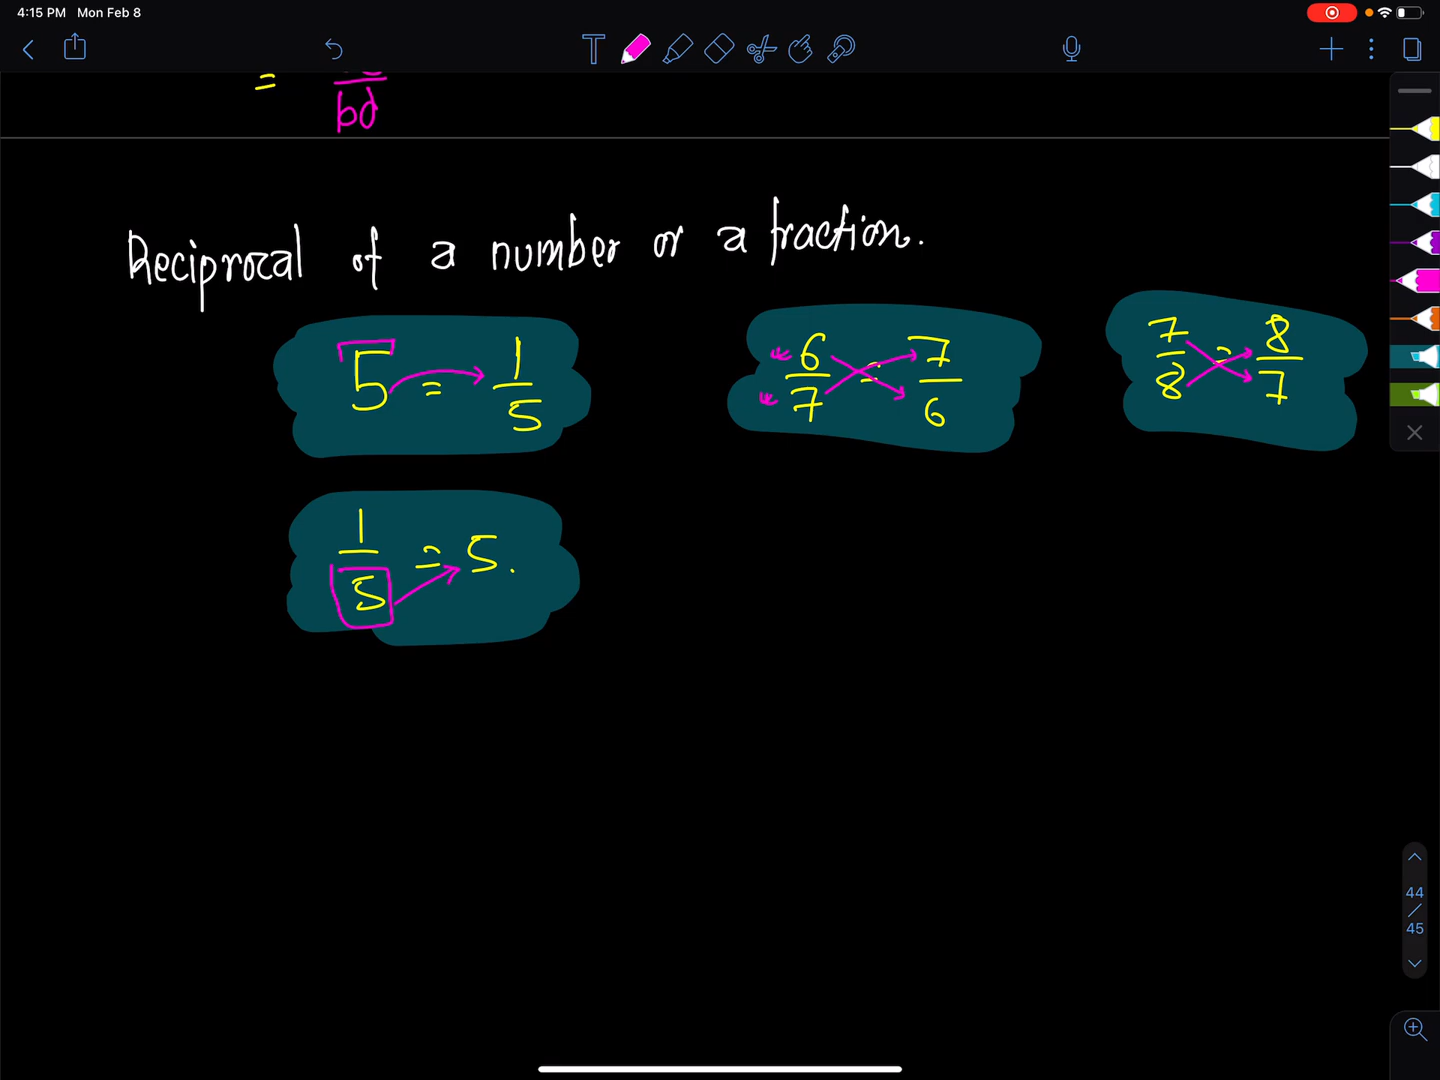 4:15 PM Mon Feb 8
T
=
bd
Reciprocal of a number or a fraction.
5 = 1/5
6/7 = 7/6
7/8 = 8/7
1/5 = 5.
44
/
45